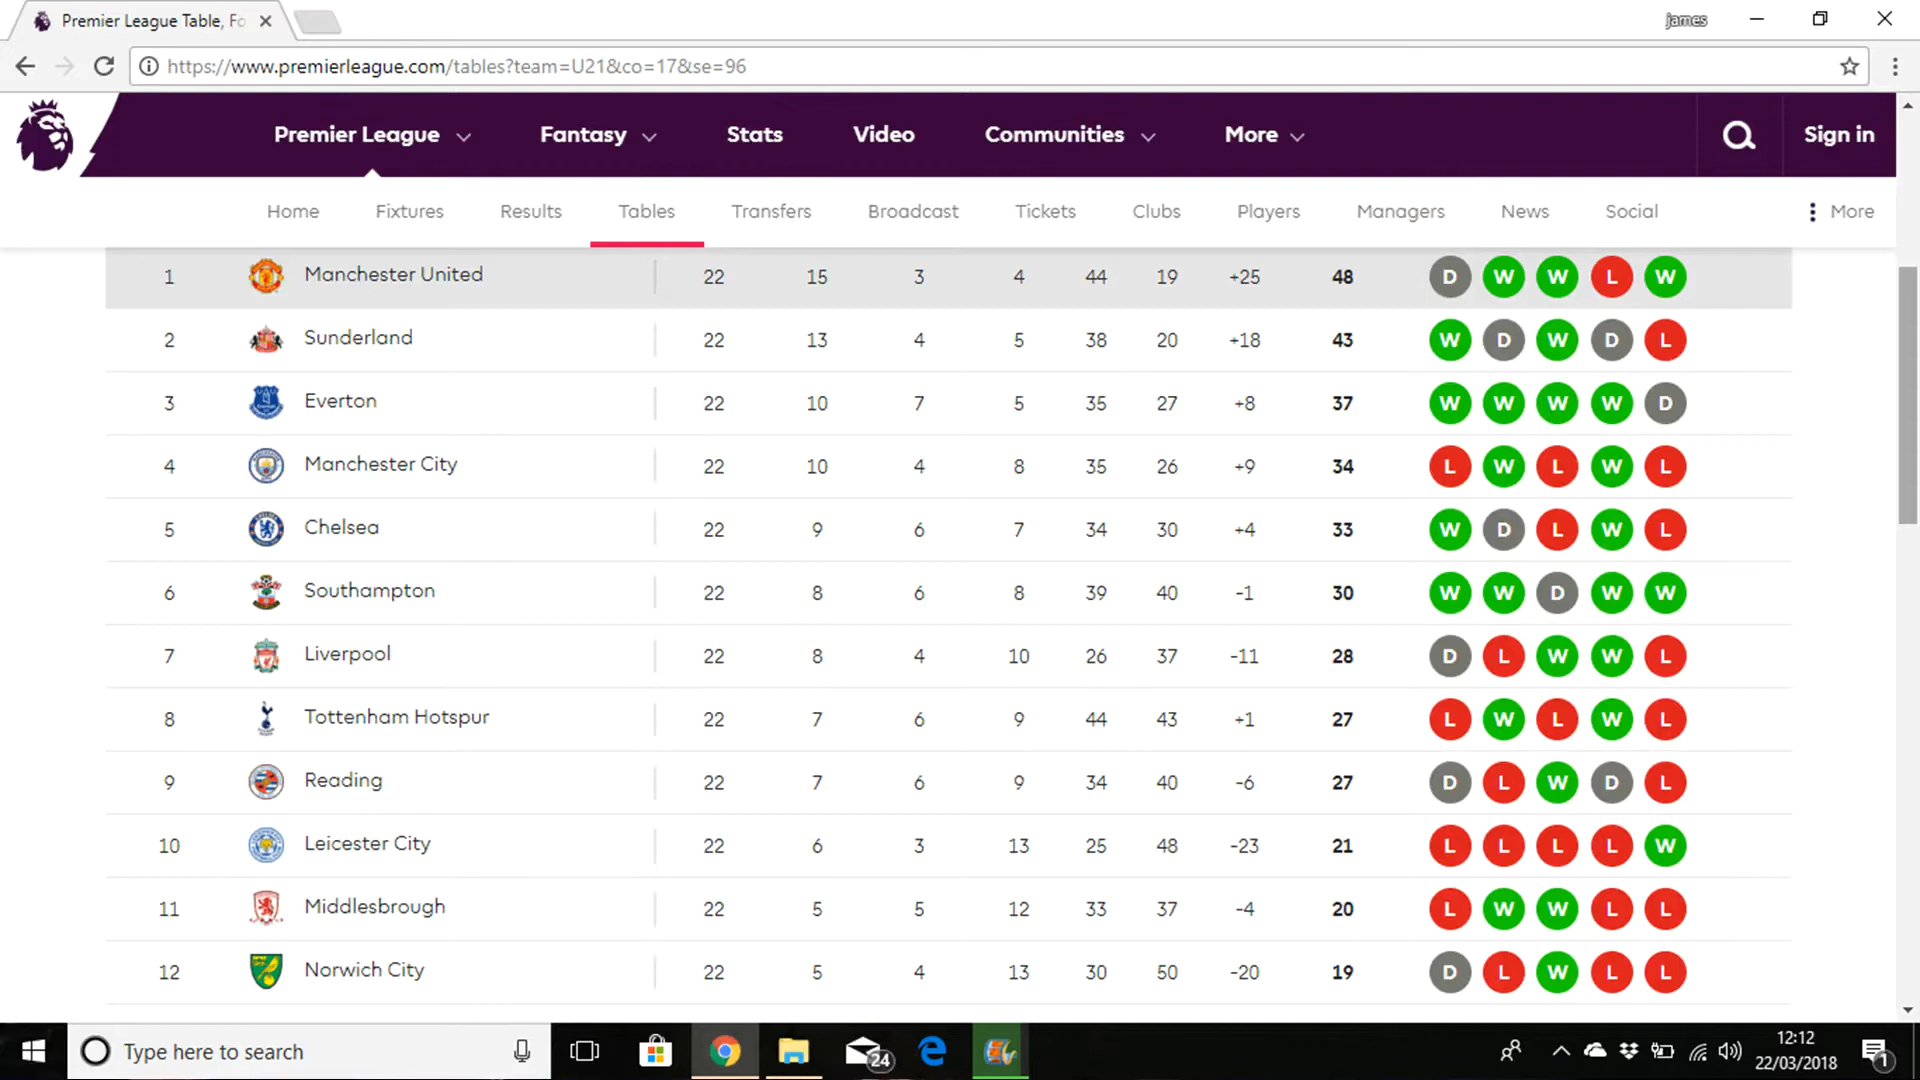 Premier League Table, Fo
james
https://www.premierleague.com/tables?team=U21&co=17&se=96
Premier League Fantasy Stats Video Communities More Sign in
Home Fixtures Results Tables Transfers Broadcast Tickets Clubs Players Managers News Social More
1 Manchester United 22 15 3 4 44 19 +25 48 D W W L W
2 Sunderland 22 13 4 5 38 20 +18 43 W D W D L
3 Everton 22 10 7 5 35 27 +8 37 W W W W D
4 Manchester City 22 10 4 8 35 26 +9 34 L W L W L
5 Chelsea 22 9 6 7 34 30 +4 33 W D L W L
6 Southampton 22 8 6 8 39 40 -1 30 W W D W W
7 Liverpool 22 8 4 10 26 37 -11 28 D L W W L
8 Tottenham Hotspur 22 7 6 9 44 43 +1 27 L W L W L
9 Reading 22 7 6 9 34 40 -6 27 D L W D L
10 Leicester City 22 6 3 13 25 48 -23 21 L L L L W
11 Middlesbrough 22 5 5 12 33 37 -4 20 L W W L L
12 Norwich City 22 5 4 13 30 50 -20 19 D L W L L
Type here to search
24
12:12
22/03/2018
1